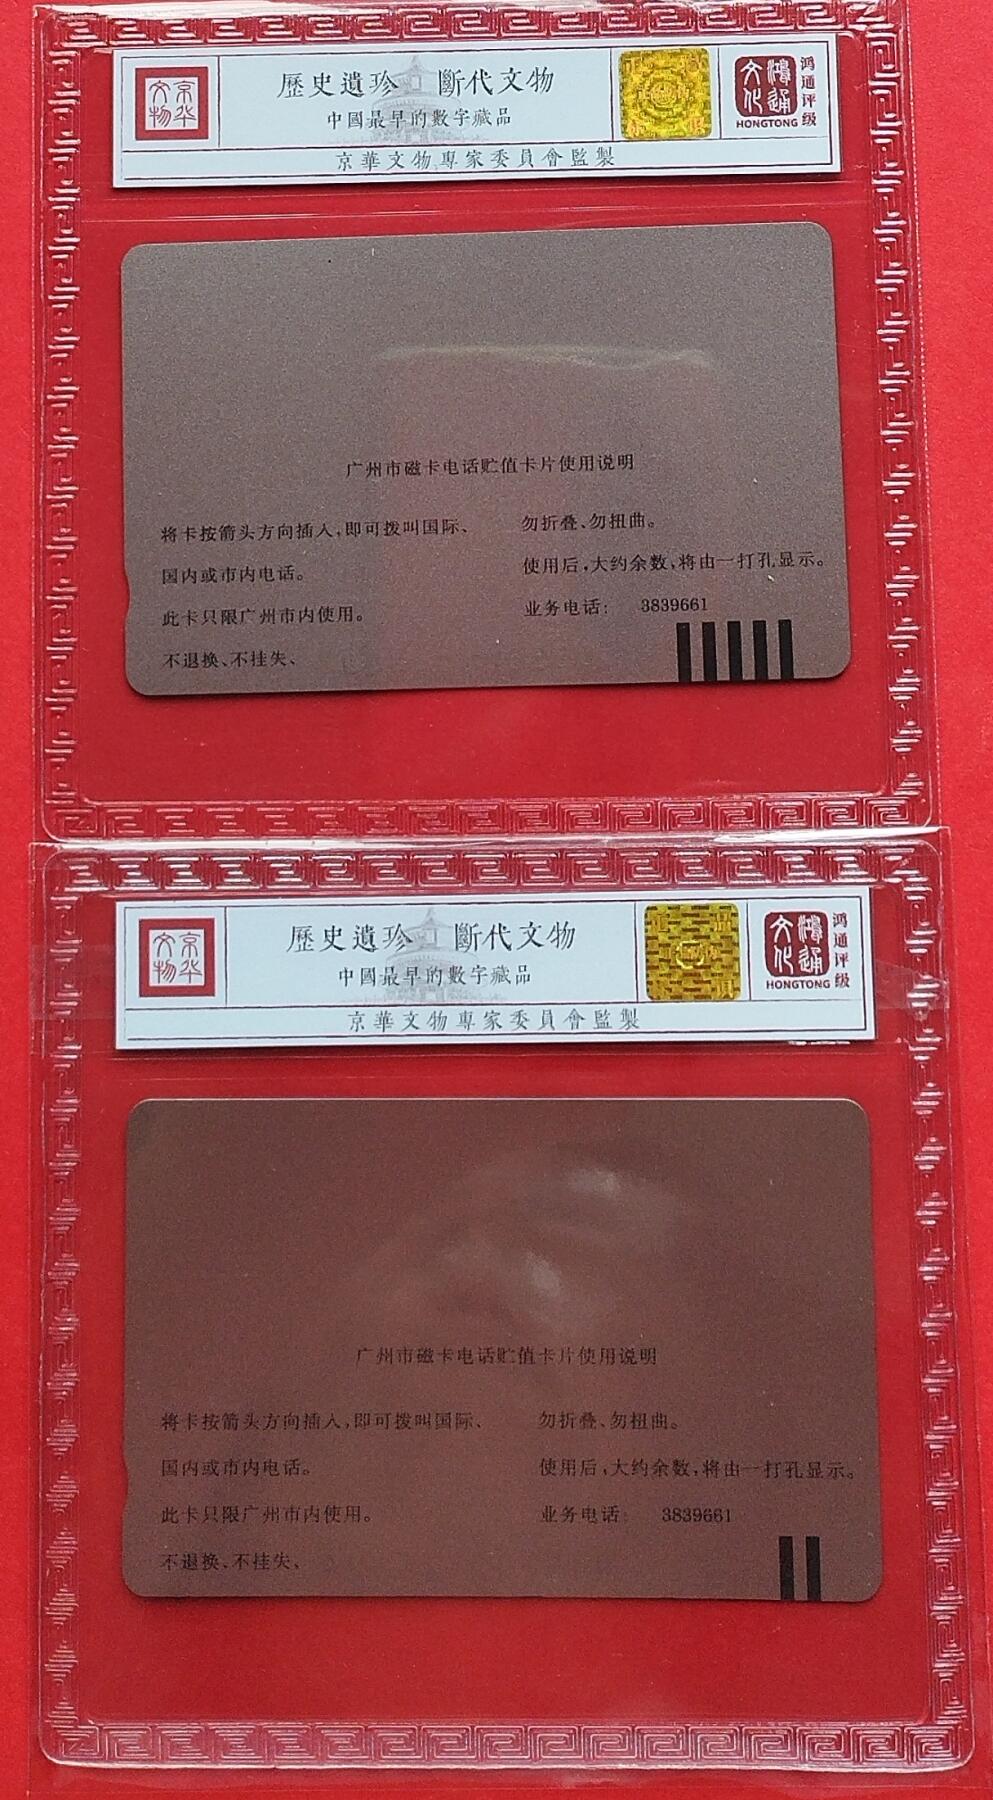 京华文物
歷史遺珍 斷代文物
中國最早的數字藏品
京華文物專家委員會監製
鴻通文化
HONGTONG
鸿通评级
广州市磁卡电话贮值卡片使用说明
将卡按箭头方向插入,即可拨叫国际、
国内或市内电话。
此卡只限广州市内使用。
不退换、不挂失、
勿折叠、勿扭曲。
使用后,大约余数,将由一打孔显示。
业务电话: 3839661
京华文物
歷史遺珍 斷代文物
中國最早的數字藏品
京華文物專家委員會監製
鴻通文化
HONGTONG
鸿通评级
广州市磁卡电话贮值卡片使用说明
将卡按箭头方向插入,即可拨叫国际、
国内或市内电话。
此卡只限广州市内使用。
不退换、不挂失、
勿折叠、勿扭曲。
使用后,大约余数,将由一打孔显示。
业务电话: 3839661